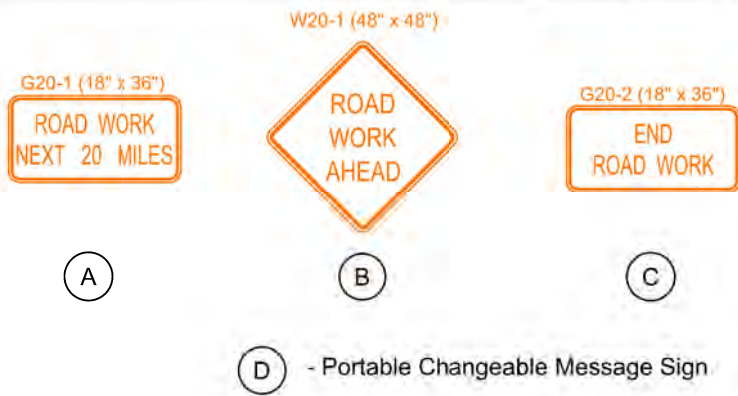 W20-1 (48" x 48")
G20-1 (18" x 36")
ROAD WORK
NEXT 20 MILES
ROAD
WORK
AHEAD
G20-2 (18" x 36")
END
ROAD WORK
A
B
C
D - Portable Changeable Message Sign